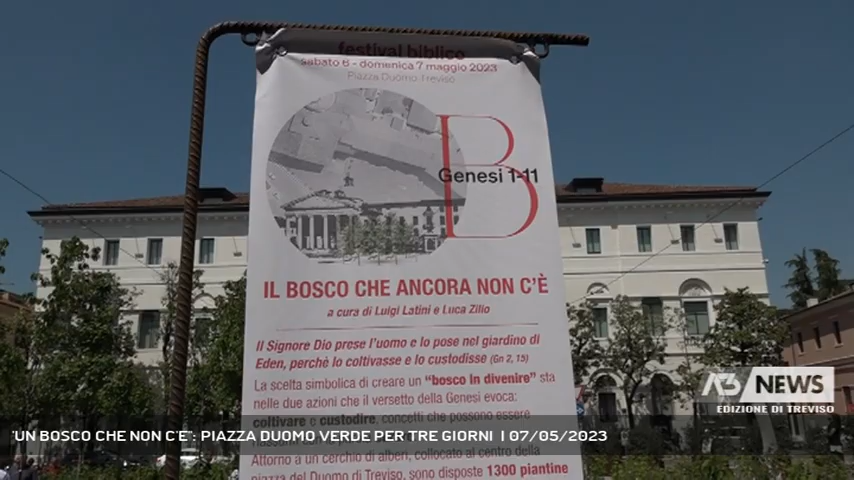 festival biblico
sabato 6 - domenica 7 maggio 2023
Piazza Duomo Treviso
B
Genesi 1-11
IL BOSCO CHE ANCORA NON C'È
a cura di Luigi Latini e Luca Zilio
Il Signore Dio prese l'uomo e lo pose nel giardino di
Eden, perchè lo coltivasse e lo custodisse (Gn 2, 15)
La scelta simbolica di creare un "bosco in divenire" sta
nelle due azioni che il versetto della Genesi evoca:
coltivare e custodire, concetti che possono essere
Attorno a un cerchio di alberi, collocato al centro della
piazza del Duomo di Treviso, sono disposte 1300 piantine
A3 NEWS
EDIZIONE DI TREVISO
"UN BOSCO CHE NON C'E": PIAZZA DUOMO VERDE PER TRE GIORNI | 07/05/2023